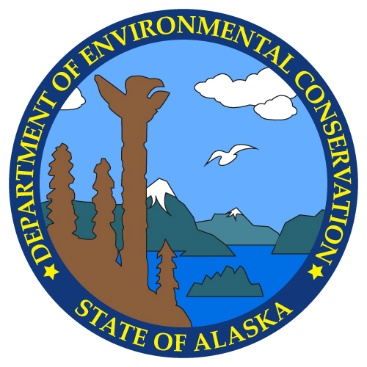 DEPARTMENT OF ENVIRONMENTAL CONSERVATION
STATE OF ALASKA